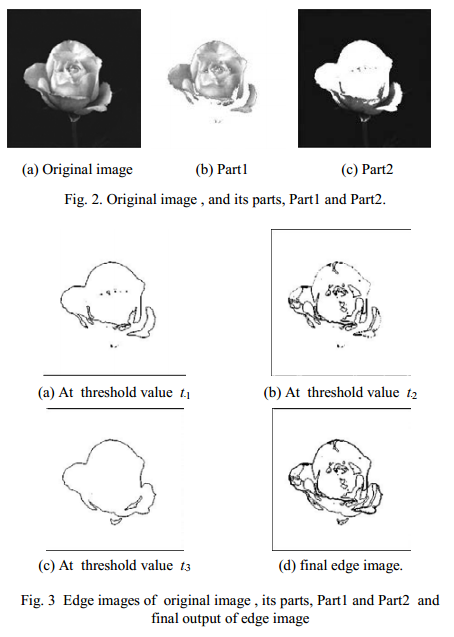 (a) Original image (b) Part1 (c) Part2
Fig. 2. Original image , and its parts, Part1 and Part2.
(a) At threshold value t1 (b) At threshold value t2
(c) At threshold value t3 (d) final edge image.
Fig. 3 Edge images of original image , its parts, Part1 and Part2 and
final output of edge image